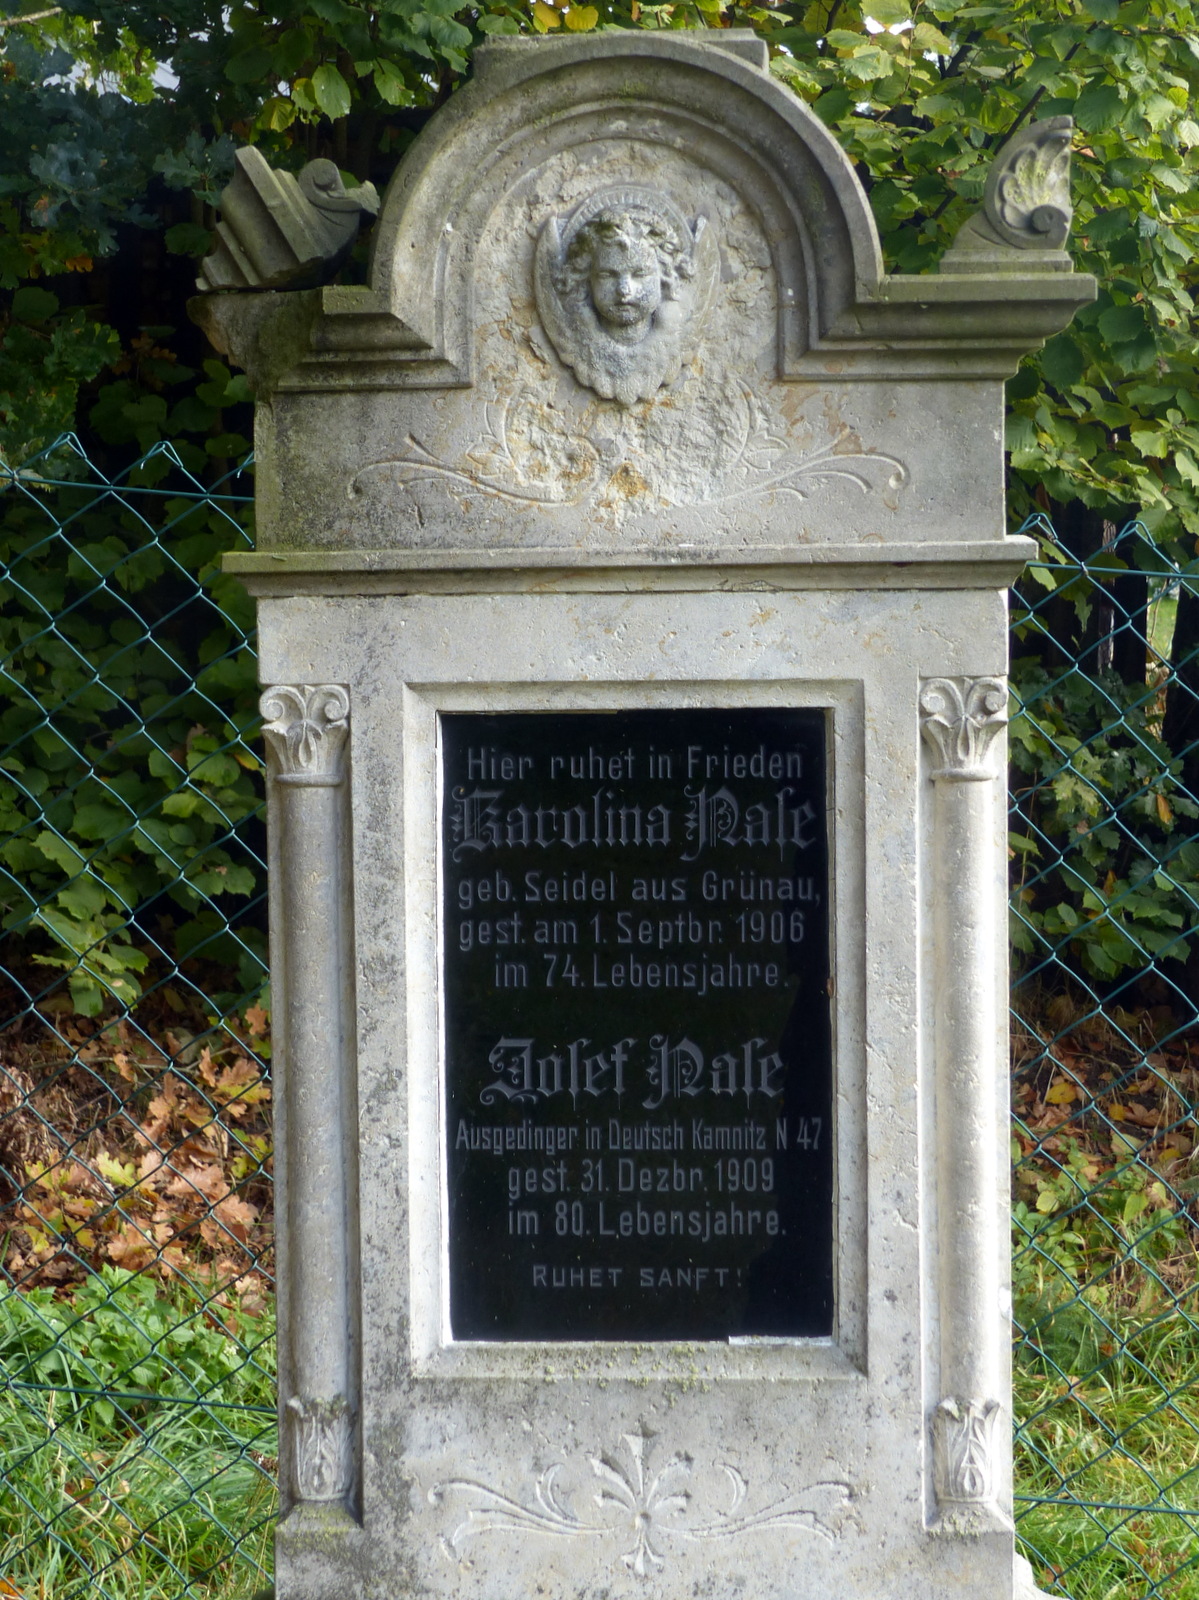 Hier ruhet in Frieden
Karolina Naſe
geb. Seidel aus Grünau,
gest. am 1. Septbr. 1906
im 74. Lebensjahre.
Joſef Naſe
Ausgedinger in Deutsch Kamnitz N 47
gest. 31. Dezbr. 1909
im 80. Lebensjahre.
RUHET SANFT!